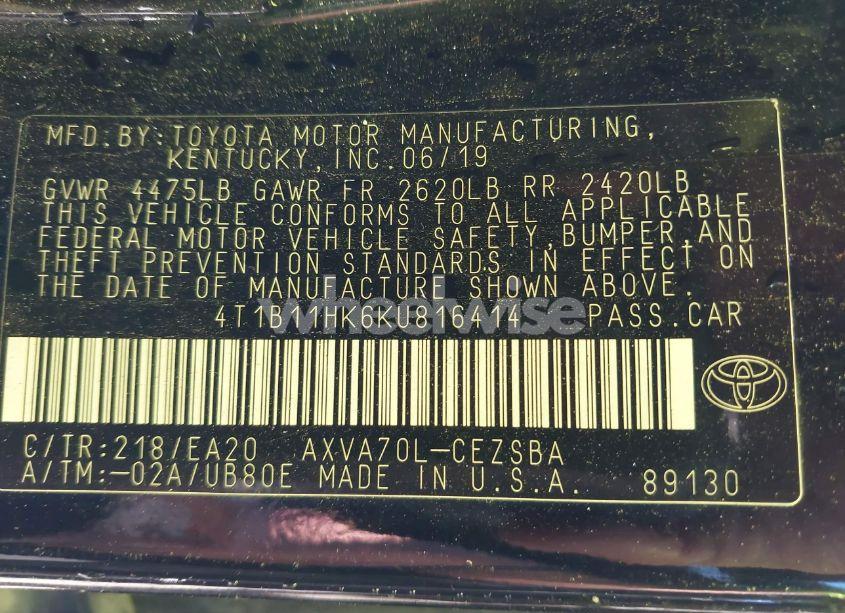 MFD. BY: TOYOTA MOTOR MANUFACTURING,
KENTUCKY, INC. 06/19
GVWR 4475LB GAWR FR 2620LB RR 2420LB
THIS VEHICLE CONFORMS TO ALL APPLICABLE
FEDERAL MOTOR VEHICLE SAFETY, BUMPER, AND
THEFT PREVENTION STANDARDS IN EFFECT ON
THE DATE OF MANUFACTURE SHOWN ABOVE.
PASS. CAR
wheelwise
C/TR:218/EA20 AXVA70L-CEZSBA
A/TM:-02A/UB80E MADE IN U.S.A. 89130